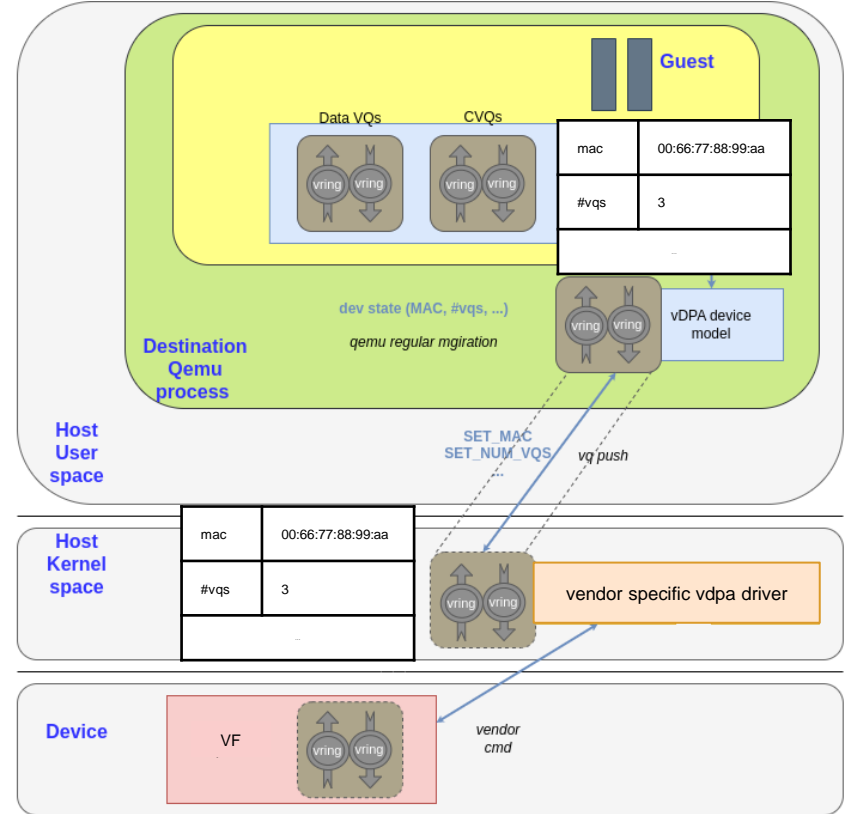 Guest
Data VQs
CVQs
vring vring
vring vring
mac 00:66:77:88:99:aa
#vqs 3
...
dev state (MAC, #vqs, ...)
qemu regular mgiration
vring vring
vDPA device
model
Destination
Qemu
process
Host
User
space
SET_MAC
SET_NUM_VQS
...
vq push
Host
Kernel
space
mac 00:66:77:88:99:aa
#vqs 3
...
vring vring
vendor specific vdpa driver
Device
VF
vring vring
vendor
cmd